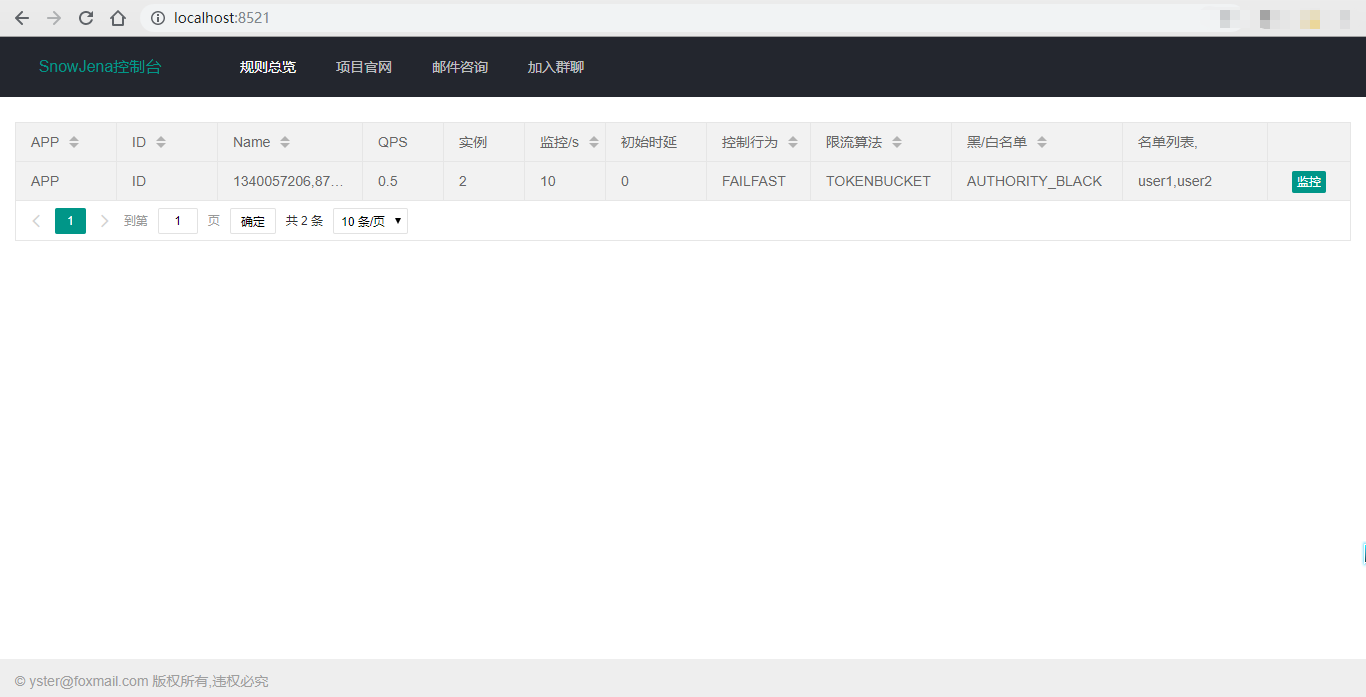 localhost:8521
SnowJena控制台 规则总览 项目官网 邮件咨询 加入群聊
APP ID Name QPS 实例 监控/s 初始时延 控制行为 限流算法 黑/白名单 名单列表,
APP ID 1340057206,87... 0.5 2 10 0 FAILFAST TOKENBUCKET AUTHORITY_BLACK user1,user2 监控
1 到第 1 页 确定 共 2 条 10 条/页
© yster@foxmail.com 版权所有,违权必究